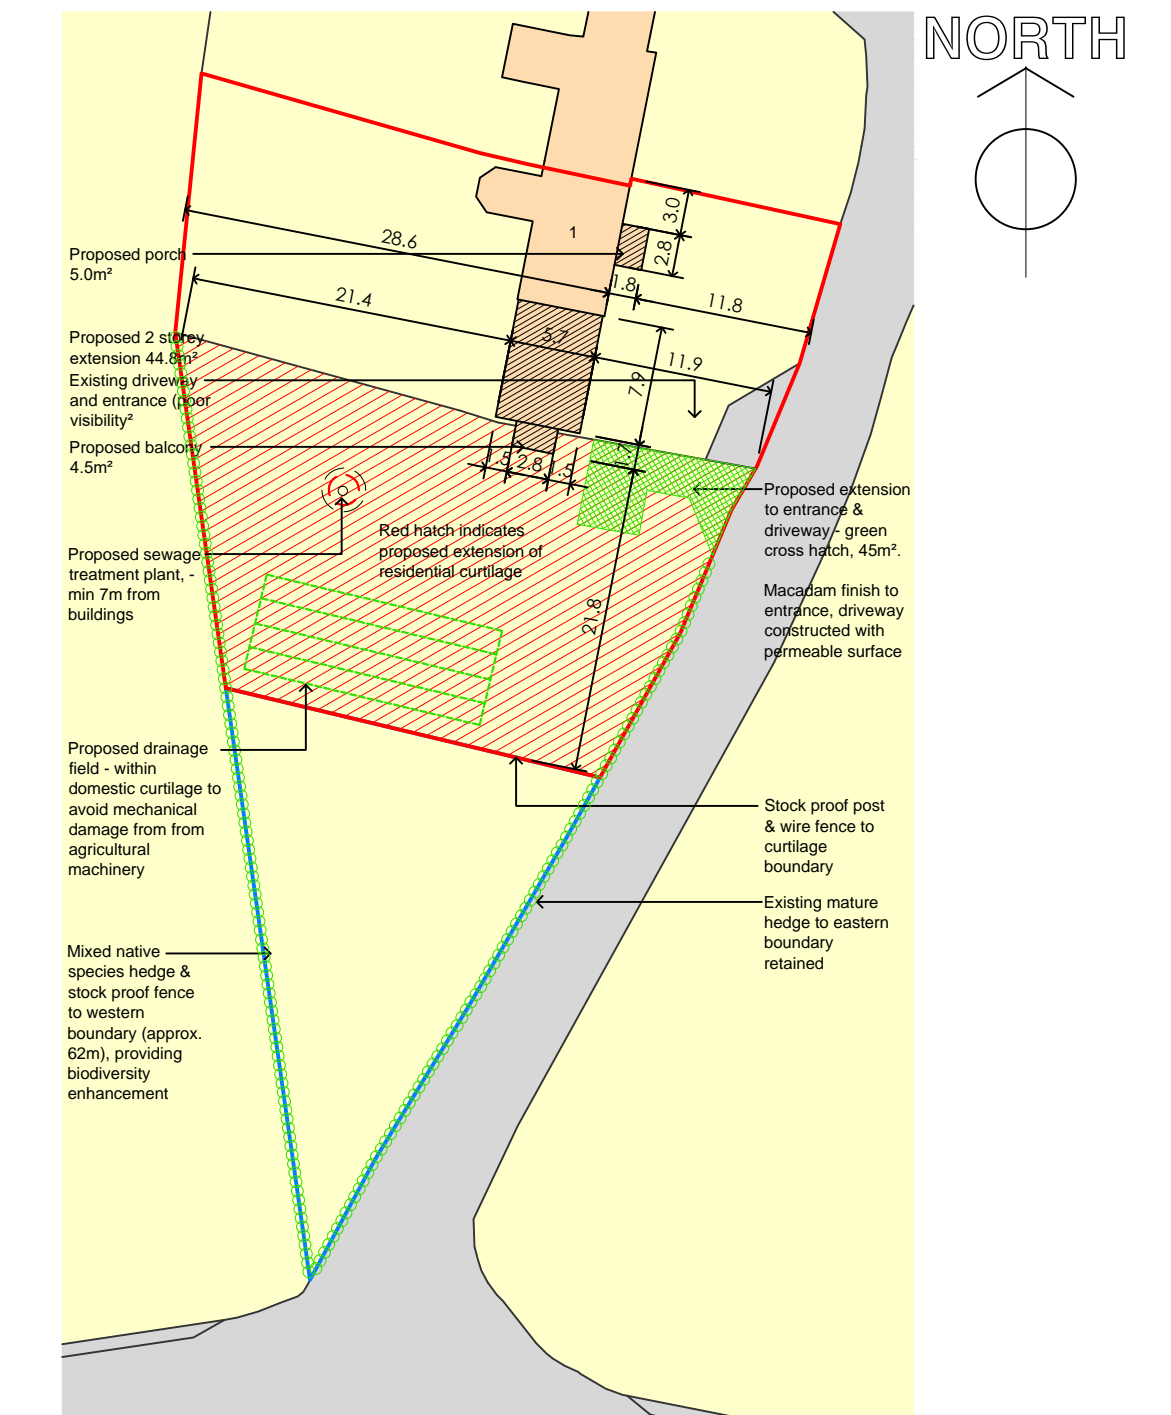 NORTH
3.0
2.8
1
28.6
Proposed porch
5.0m²
1.8
11.8
21.4
Proposed 2 storey
extension 44.8m²
5.7
11.9
7.9
Existing driveway
and entrance (poor
visibility²
Proposed balcony
4.5m²
1.5
2.8
1.5
1.7
Proposed extension
to entrance &
driveway - green
cross hatch, 45m².
Macadam finish to
entrance, driveway
constructed with
permeable surface
Red hatch indicates
proposed extension of
residential curtilage
Proposed sewage
treatment plant, -
min 7m from
buildings
21.8
Proposed drainage
field - within
domestic curtilage to
avoid mechanical
damage from from
agricultural
machinery
Stock proof post
& wire fence to
curtilage
boundary
Existing mature
hedge to eastern
boundary
retained
Mixed native
species hedge &
stock proof fence
to western
boundary (approx.
62m), providing
biodiversity
enhancement